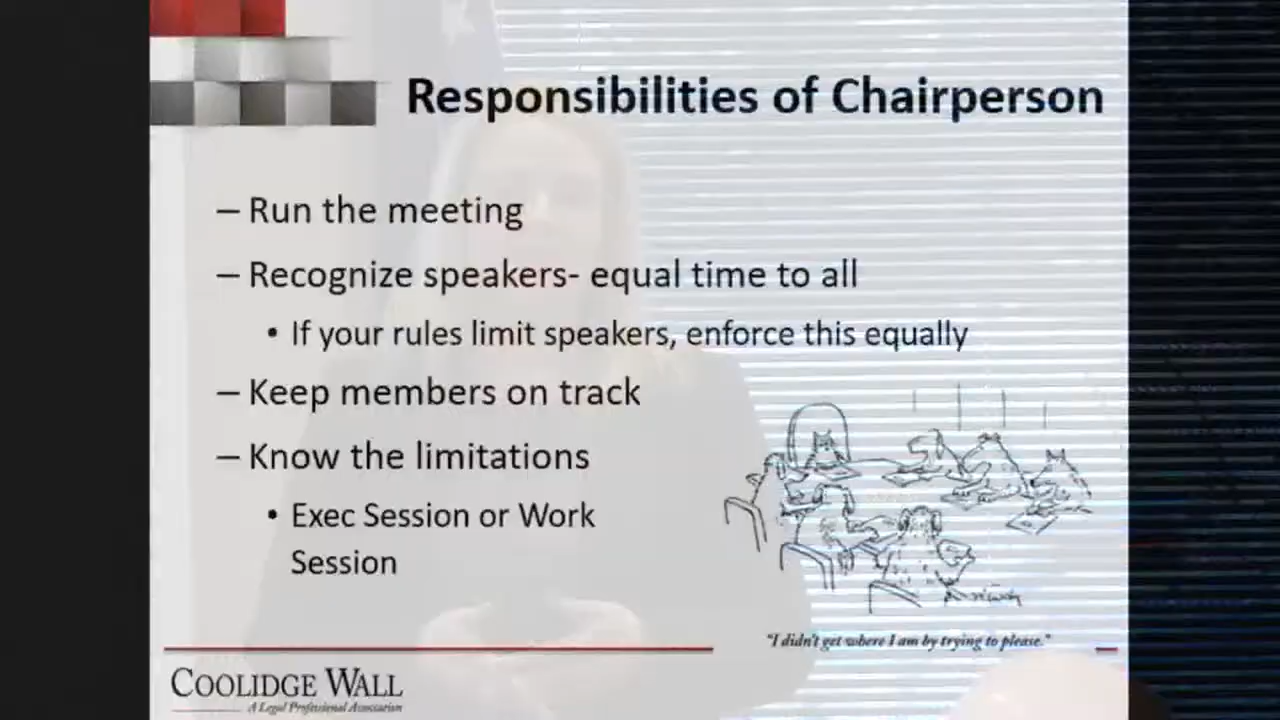 Responsibilities of Chairperson
– Run the meeting
– Recognize speakers- equal time to all
• If your rules limit speakers, enforce this equally
– Keep members on track
– Know the limitations
• Exec Session or Work
Session
"I didn't get where I am by trying to please."
COOLIDGE WALL
A Legal Professional Association